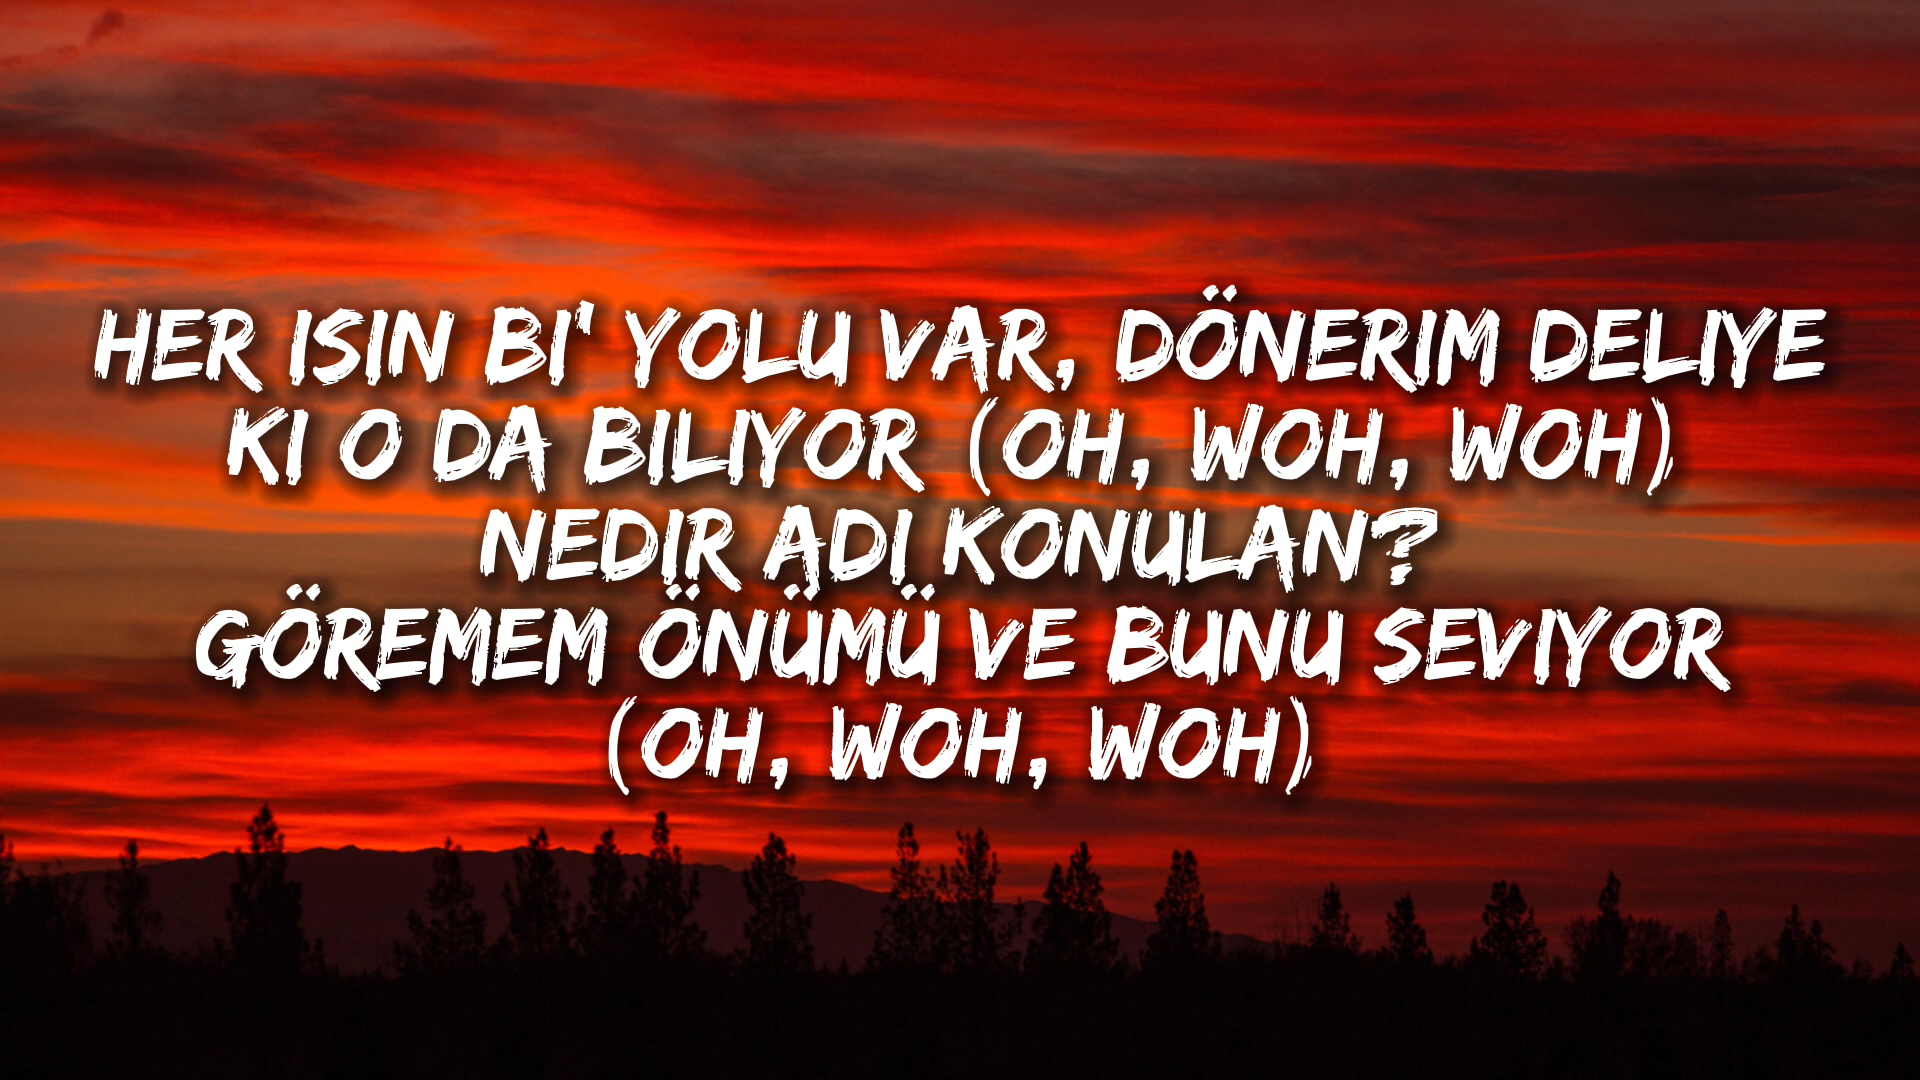 HER ISIN BI' YOLU VAR, DÖNERIM DELIYE
KI O DA BILIYOR (OH, WOH, WOH)
NEDIR ADI KONULAN?
GÖREMEM ÖNÜMÜ VE BUNU SEVIYOR
(OH, WOH, WOH)